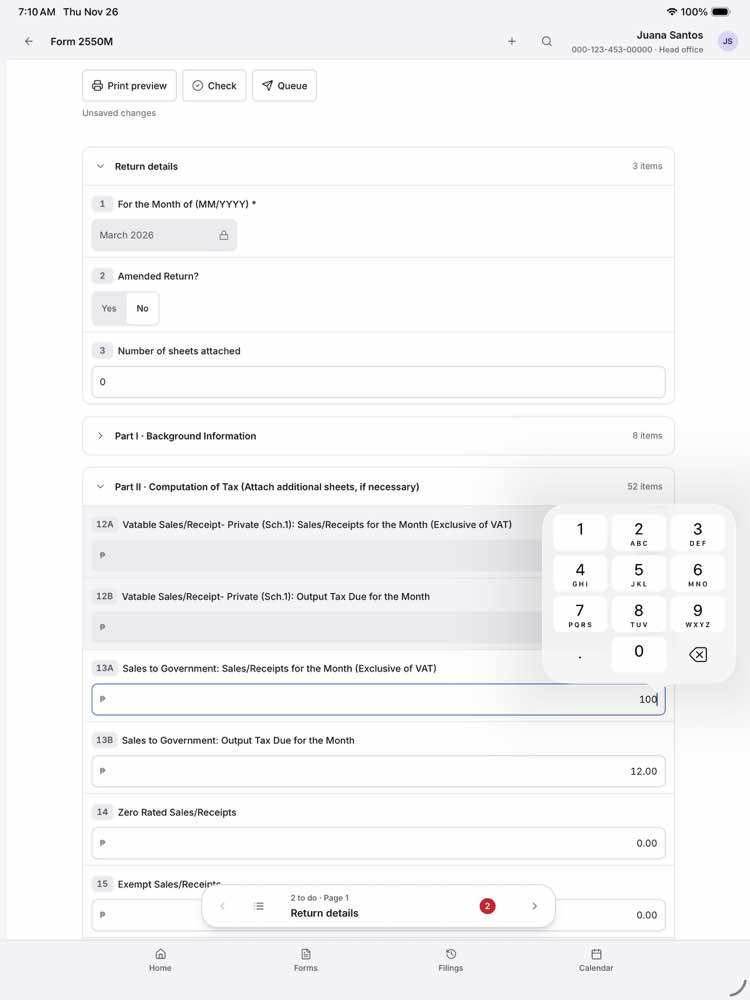 7:10 AM Thu Nov 26
100%
Form 2550M
Juana Santos
000-123-453-00000 · Head office
JS
Print preview
Check
Queue
Unsaved changes
Return details
3 items
1 For the Month of (MM/YYYY) *
March 2026
2 Amended Return?
Yes No
3 Number of sheets attached
0
Part I · Background Information
8 items
Part II · Computation of Tax (Attach additional sheets, if necessary)
52 items
12A Vatable Sales/Receipt- Private (Sch.1): Sales/Receipts for the Month (Exclusive of VAT)
₱
12B Vatable Sales/Receipt- Private (Sch.1): Output Tax Due for the Month
₱
13A Sales to Government: Sales/Receipts for the Month (Exclusive of VAT)
₱ 100
13B Sales to Government: Output Tax Due for the Month
₱ 12.00
14 Zero Rated Sales/Receipts
₱ 0.00
15 Exempt Sales/Receipts
₱ 0.00
1 2 3
ABC DEF
4 5 6
GHI JKL MNO
7 8 9
PQRS TUV WXYZ
. 0
2 to do · Page 1
Return details
2
Home
Forms
Filings
Calendar